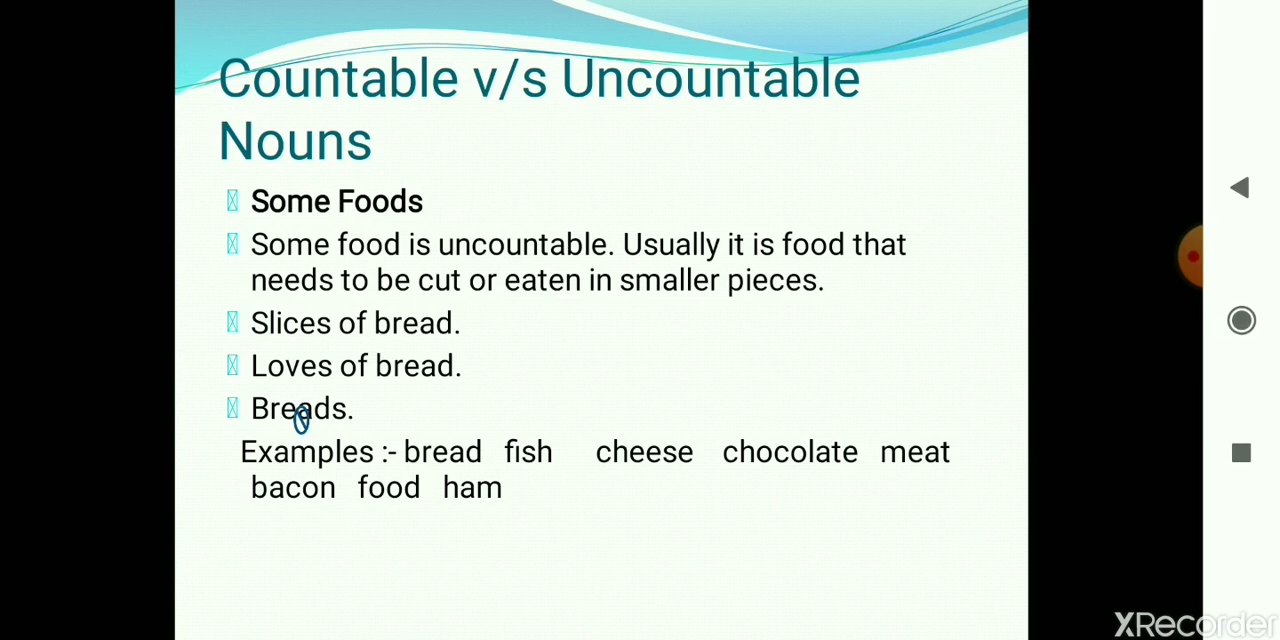 Countable v/s Uncountable
Nouns
Some Foods
Some food is uncountable. Usually it is food that
needs to be cut or eaten in smaller pieces.
Slices of bread.
Loves of bread.
Breads.
Examples :- bread fish cheese chocolate meat
bacon food ham
XRecorder